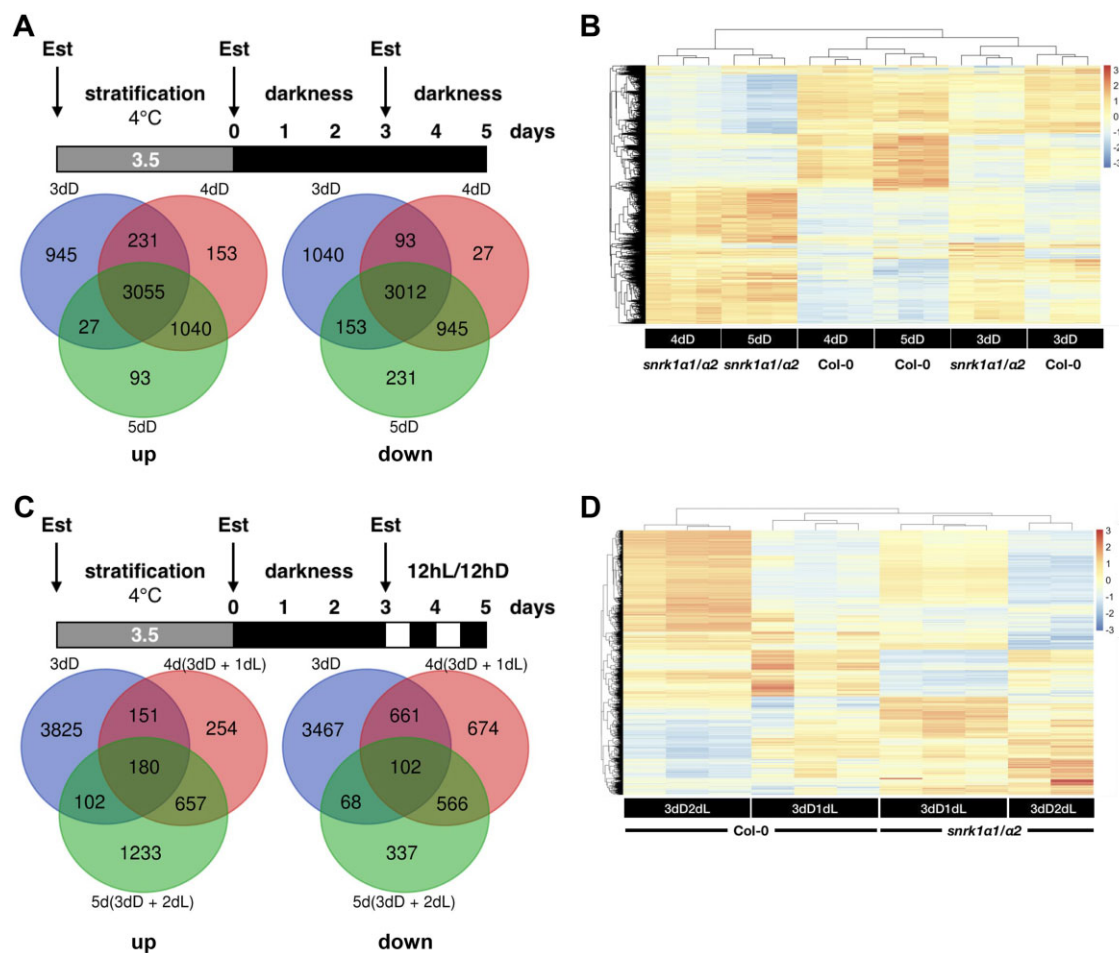 A
Est Est Est
stratification darkness darkness
4°C
0 1 2 3 4 5 days
3.5
3dD 4dD 3dD 4dD
945 231 153 1040 93 27
3055 3012
27 1040 153 945
93 231
5dD 5dD
up down
B
3
2
1
0
-1
-2
-3
4dD 5dD 4dD 5dD 3dD 3dD
snrk1α1/α2 snrk1α1/α2 Col-0 Col-0 snrk1α1/α2 Col-0
C
Est Est Est
stratification darkness 12hL/12hD
4°C
0 1 2 3 4 5 days
3.5
3dD 4d(3dD + 1dL) 3dD 4d(3dD + 1dL)
3825 151 254 3467 661 674
180 102
102 657 68 566
1233 337
5d(3dD + 2dL) 5d(3dD + 2dL)
up down
D
3
2
1
0
-1
-2
-3
3dD2dL 3dD1dL 3dD1dL 3dD2dL
Col-0 snrk1α1/α2